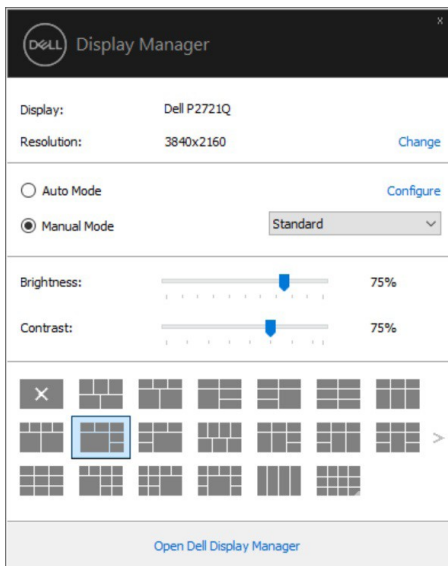 x
DELL Display Manager
Display: Dell P2721Q
Resolution: 3840x2160 Change
Auto Mode Configure
Manual Mode Standard
Brightness: 75%
Contrast: 75%
Open Dell Display Manager